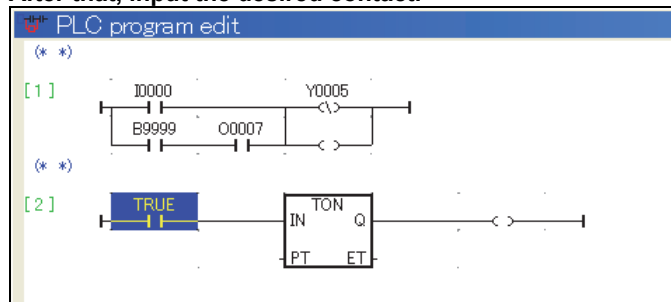 After that, input the desired contact.
PLC program edit
(* *)
[1] I0000 Y0005
B9999 O0007
(* *)
[2] TRUE TON
IN Q
PT ET